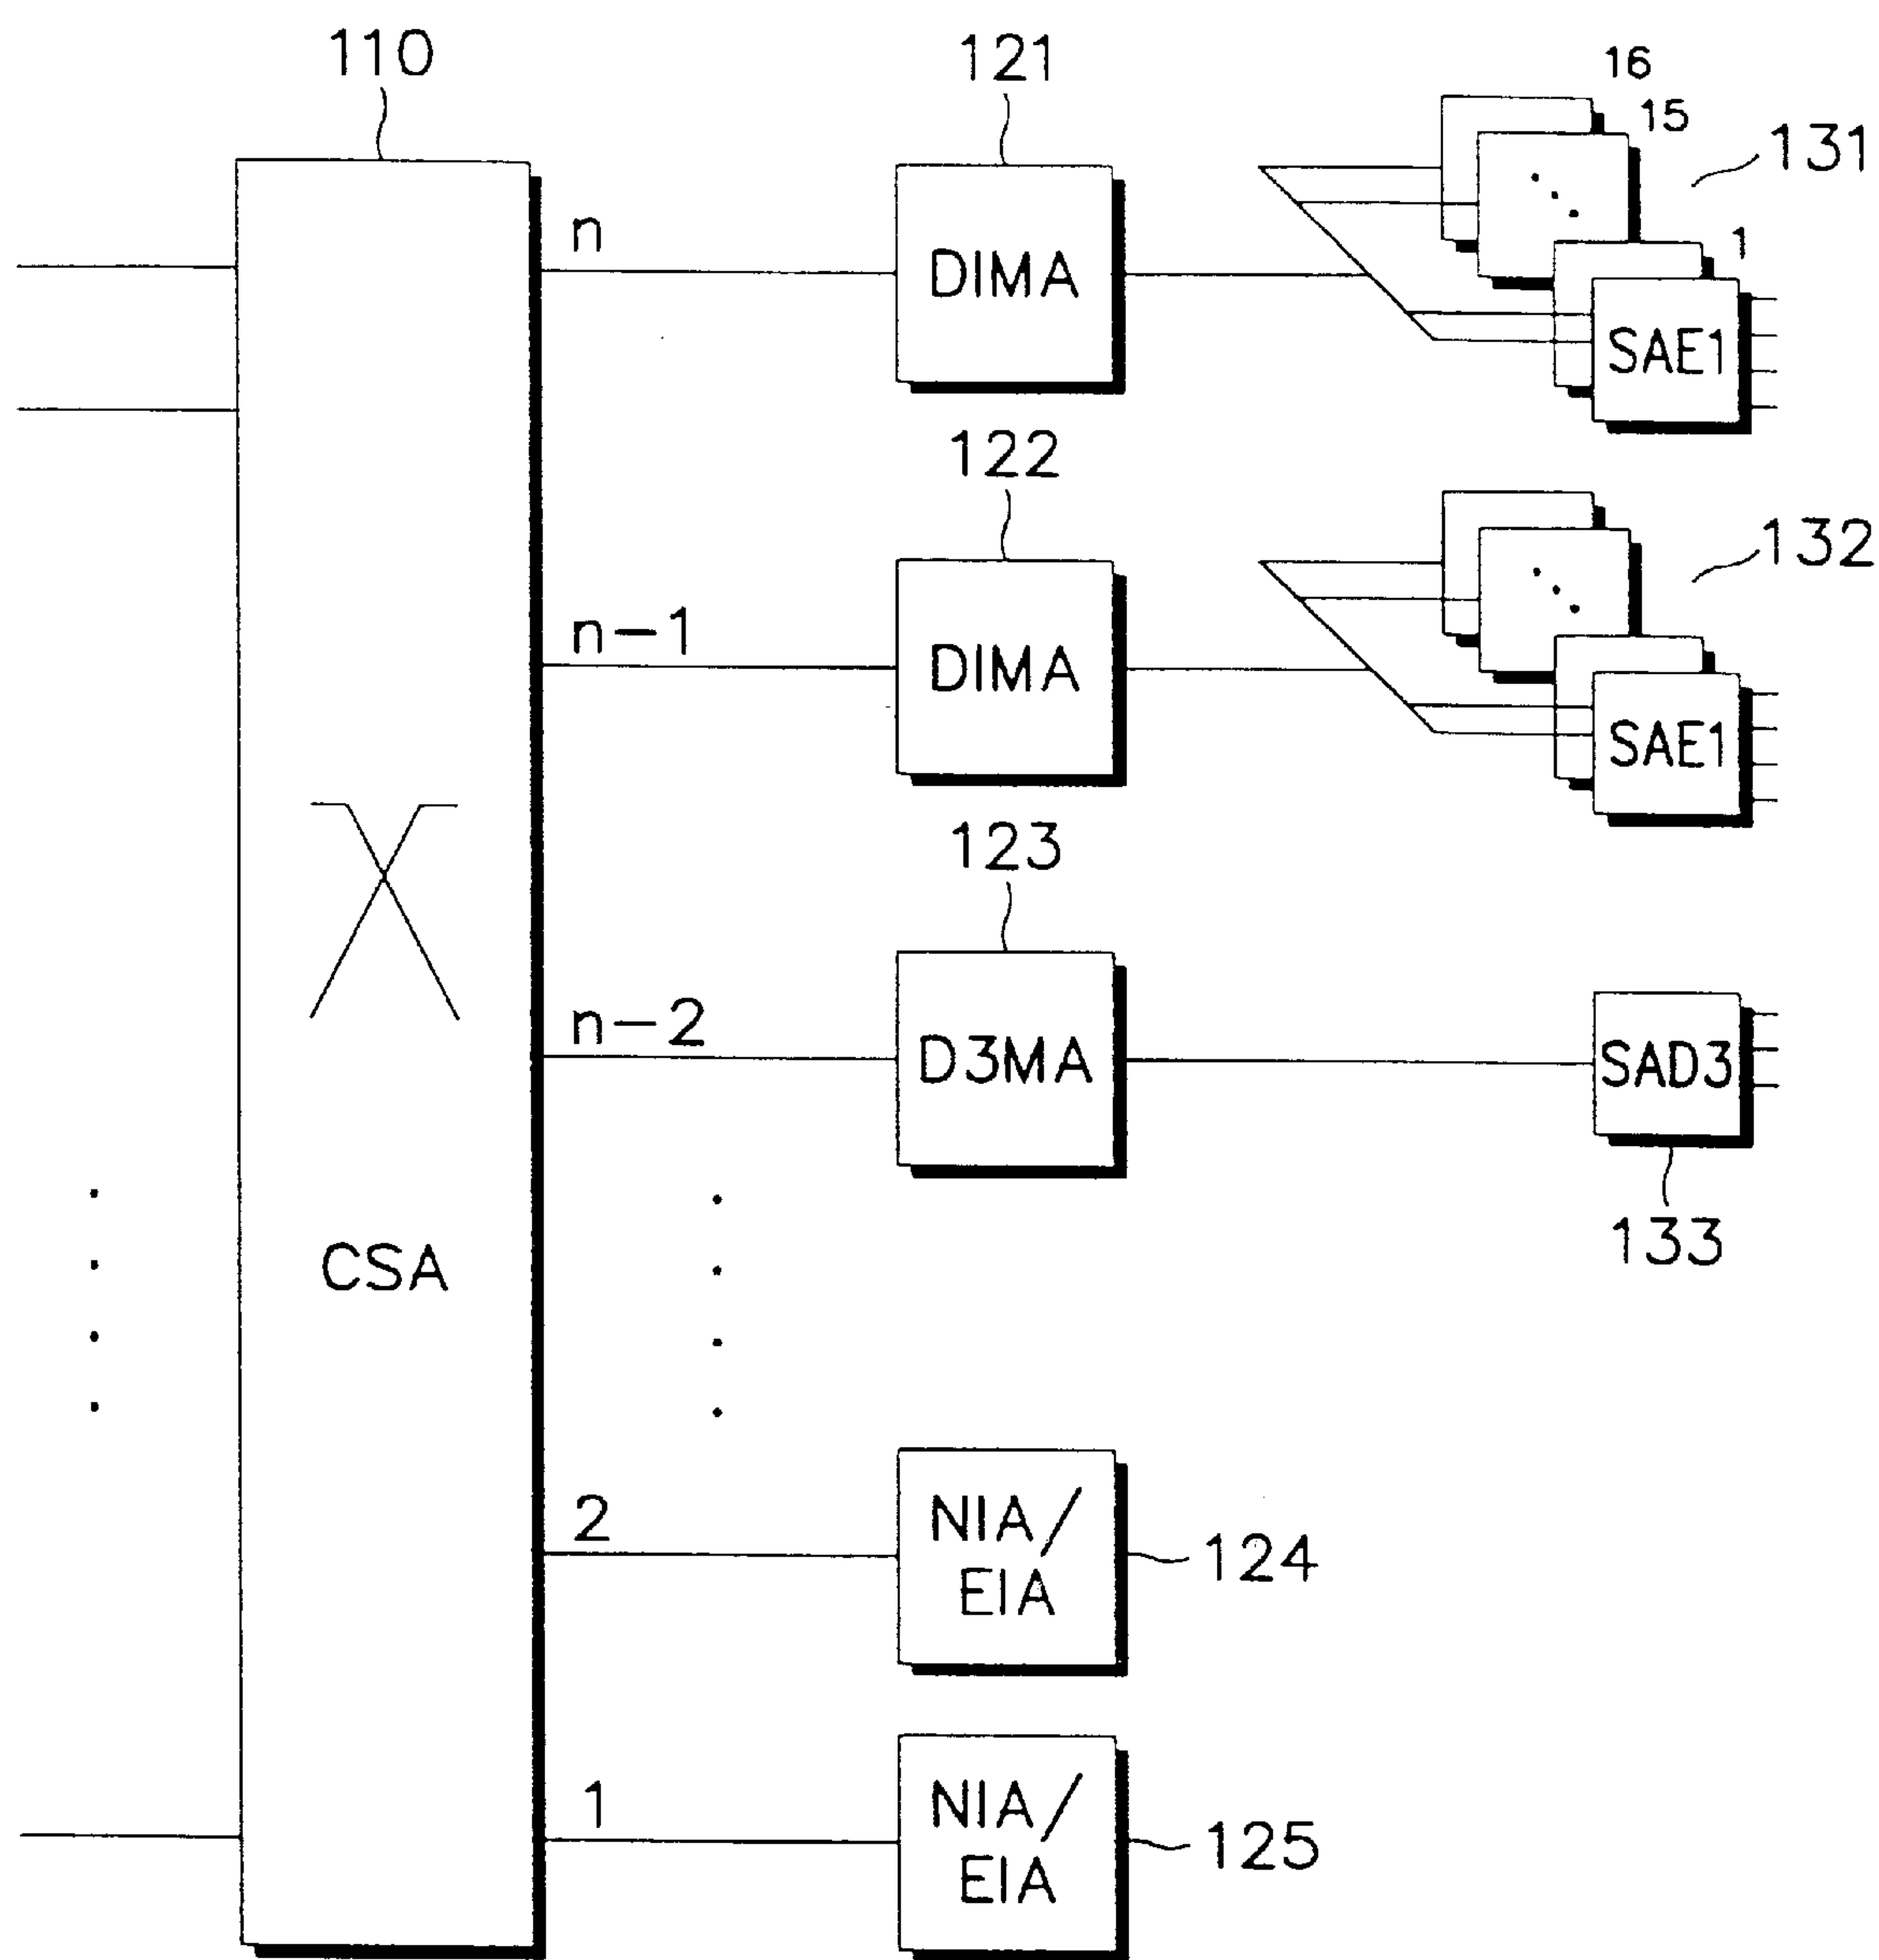 110
121
16
15
131
n
DIMA
1
SAE1
122
132
n-1
DIMA
SAE1
123
n-2
D3MA
SAD3
133
CSA
2
NIA/
EIA
124
1
NIA/
EIA
125